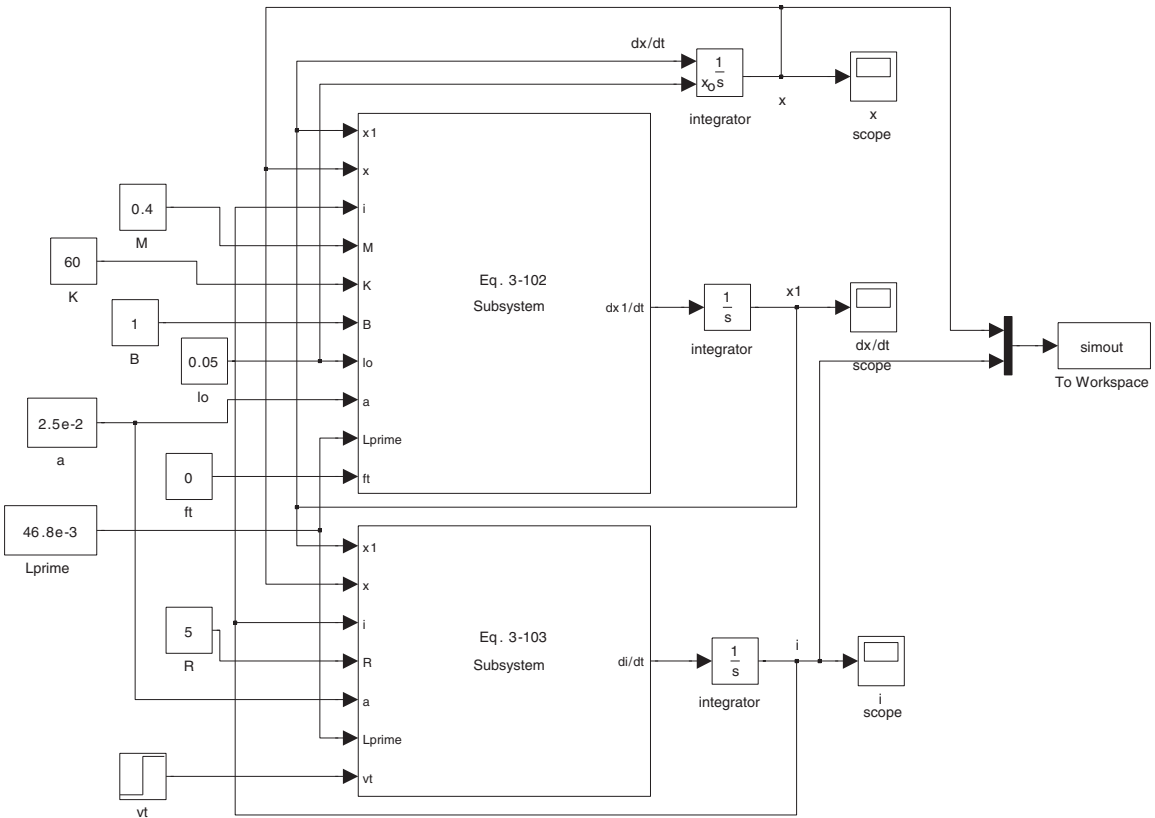 dx/dt
1
s
xo
integrator
x
x
scope
x1
x
i
M
K
B
lo
a
Lprime
ft
Eq. 3-102
Subsystem
dx1/dt
0.4
M
60
K
1
B
0.05
lo
2.5e-2
a
0
ft
46.8e-3
Lprime
1
s
integrator
x1
dx/dt
scope
simout
To Workspace
x1
x
i
R
a
Lprime
vt
Eq. 3-103
Subsystem
di/dt
5
R
vt
1
s
integrator
i
i
scope